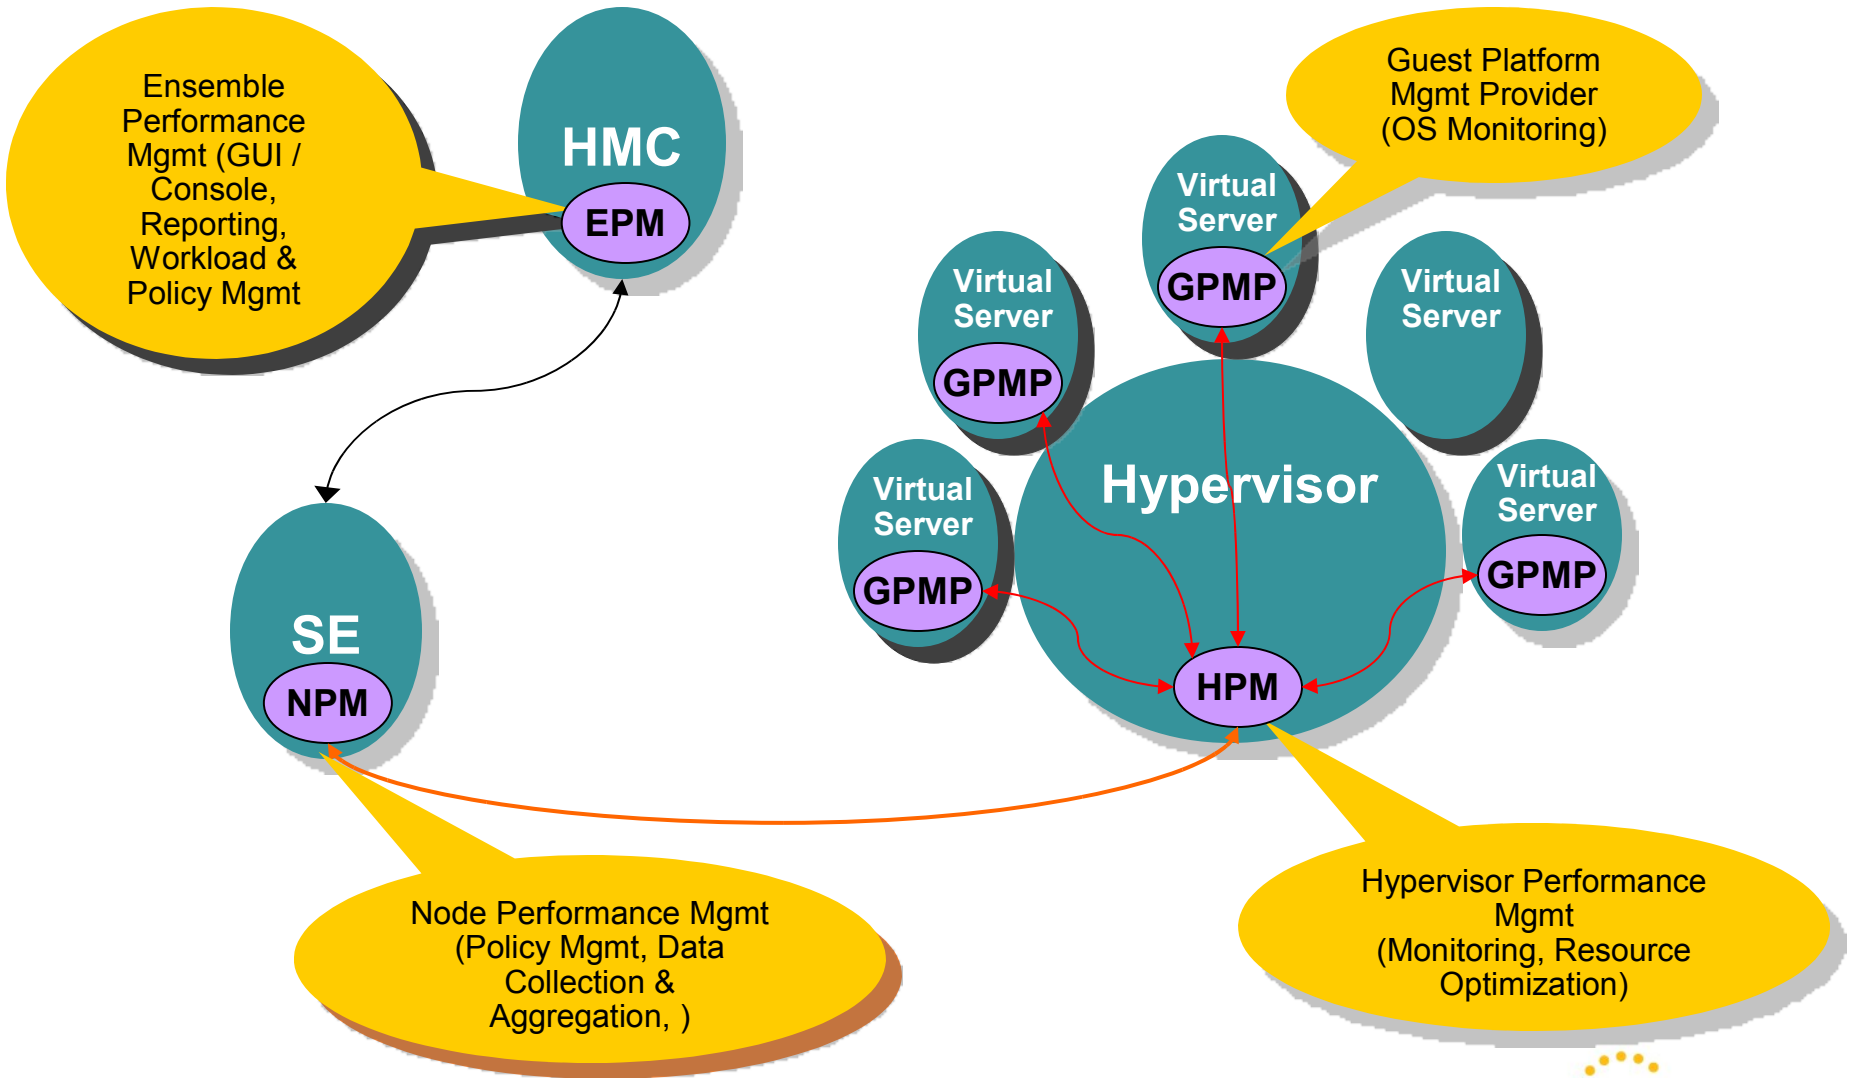 Ensemble
Performance
Mgmt (GUI /
Console,
Reporting,
Workload &
Policy Mgmt
HMC
EPM
Guest Platform
Mgmt Provider
(OS Monitoring)
Virtual
Server
GPMP
Virtual
Server
GPMP
Virtual
Server
Virtual
Server
GPMP
Virtual
Server
GPMP
Hypervisor
HPM
SE
NPM
Node Performance Mgmt
(Policy Mgmt, Data
Collection &
Aggregation, )
Hypervisor Performance
Mgmt
(Monitoring, Resource
Optimization)